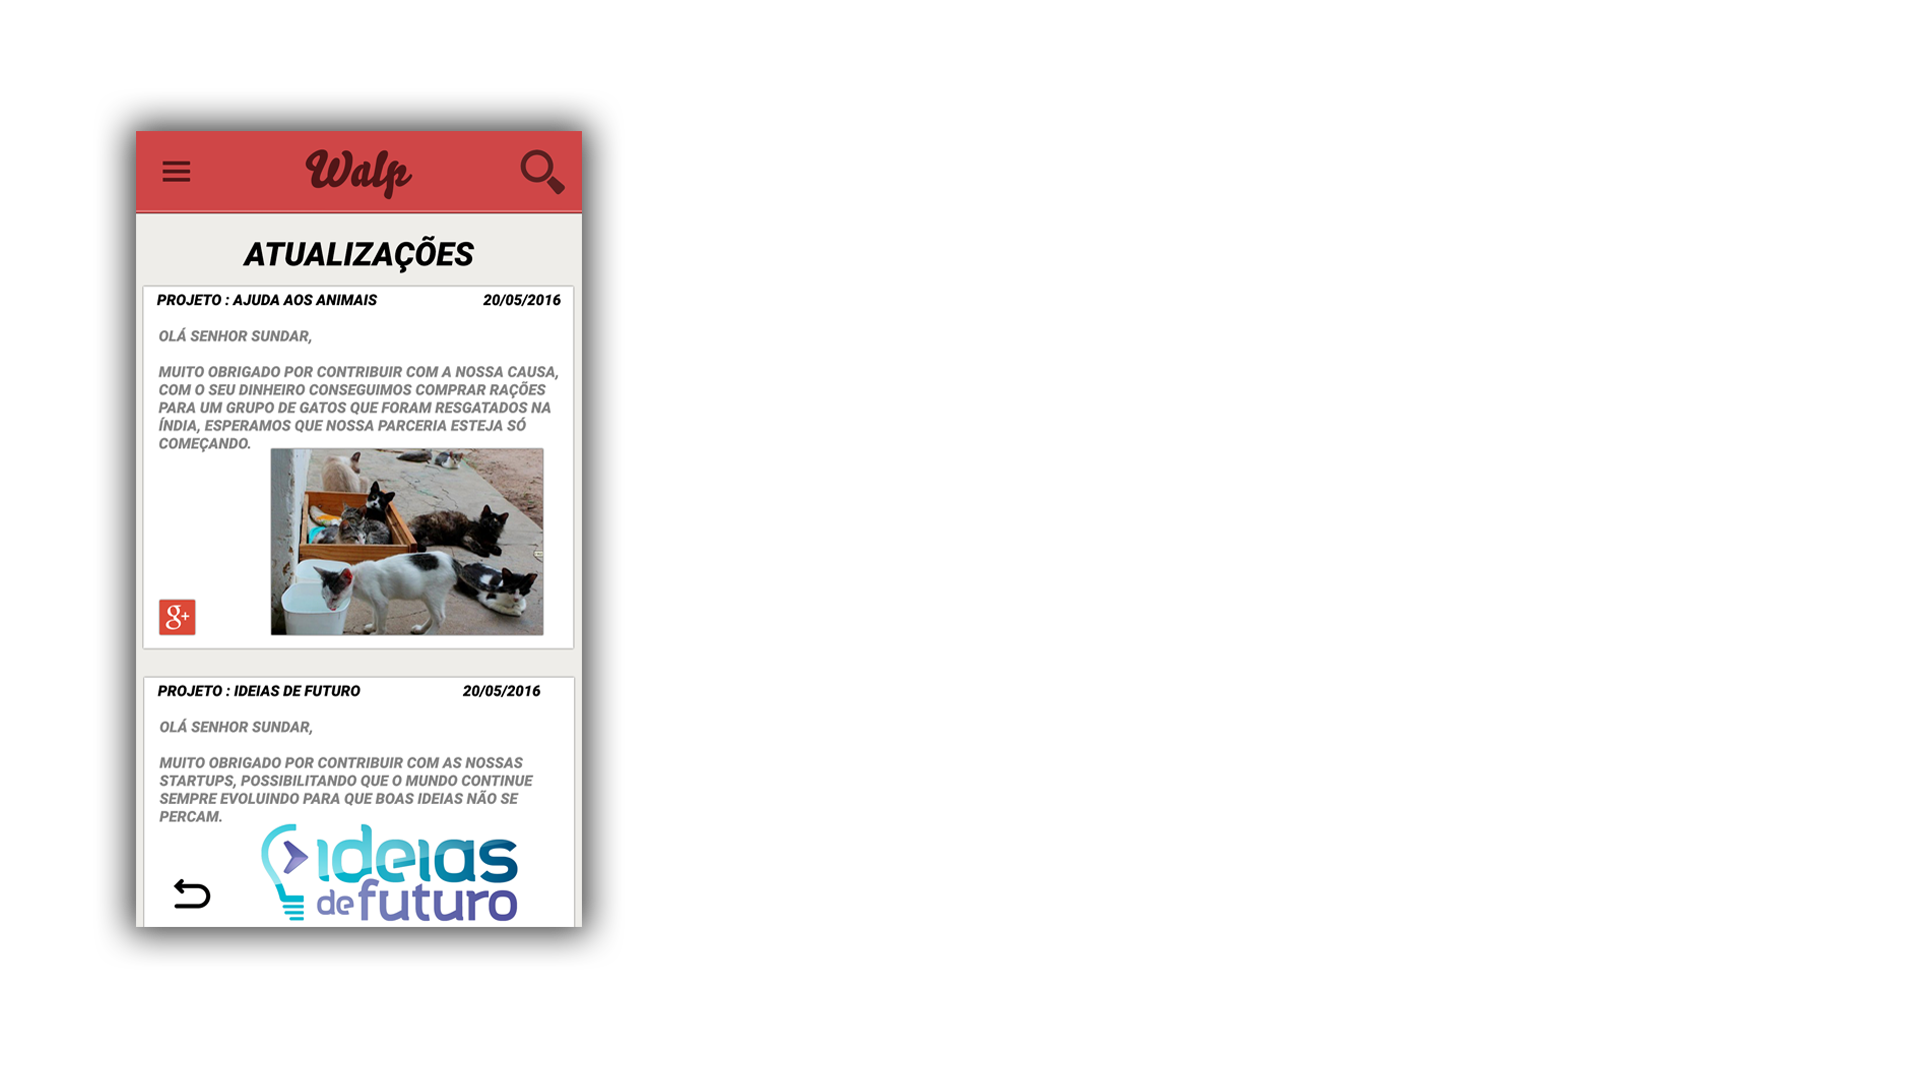 Walp
ATUALIZAÇÕES
PROJETO : AJUDA AOS ANIMAIS 20/05/2016
OLÁ SENHOR SUNDAR,
MUITO OBRIGADO POR CONTRIBUIR COM A NOSSA CAUSA,
COM O SEU DINHEIRO CONSEGUIMOS COMPRAR RAÇÕES
PARA UM GRUPO DE GATOS QUE FORAM RESGATADOS NA
ÍNDIA, ESPERAMOS QUE NOSSA PARCERIA ESTEJA SÓ
COMEÇANDO.
g+
PROJETO : IDEIAS DE FUTURO 20/05/2016
OLÁ SENHOR SUNDAR,
MUITO OBRIGADO POR CONTRIBUIR COM AS NOSSAS
STARTUPS, POSSIBILITANDO QUE O MUNDO CONTINUE
SEMPRE EVOLUINDO PARA QUE BOAS IDEIAS NÃO SE
PERCAM.
ideias
de futuro